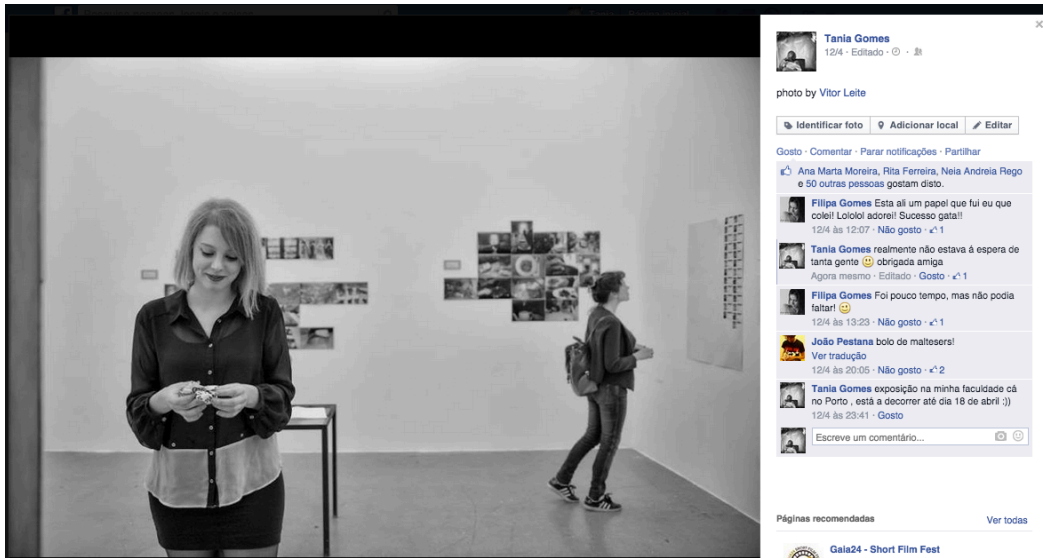 Tania Gomes
12/4 · Editado ·
photo by Vitor Leite
Identificar foto
Adicionar local
Editar
Gosto · Comentar · Parar notificações · Partilhar
Ana Marta Moreira, Rita Ferreira, Neia Andreia Rego
e 50 outras pessoas gostam disto.
Filipa Gomes Esta ali um papel que fui eu que
colei! Lololol adorei! Sucesso gata!!
12/4 às 12:07 · Não gosto · 1
Tania Gomes realmente não estava á espera de
tanta gente 🙂 obrigada amiga
Agora mesmo · Editado · Gosto · 1
Filipa Gomes Foi pouco tempo, mas não podia
faltar! 🙂
12/4 às 13:23 · Não gosto · 1
João Pestana bolo de maltesers!
Ver tradução
12/4 às 20:05 · Não gosto · 2
Tania Gomes exposição na minha faculdade cá
no Porto , está a decorrer até dia 18 de abril :))
12/4 às 23:41 · Gosto
Escreve um comentário...
Páginas recomendadas
Ver todas
Gaia24 - Short Film Fest